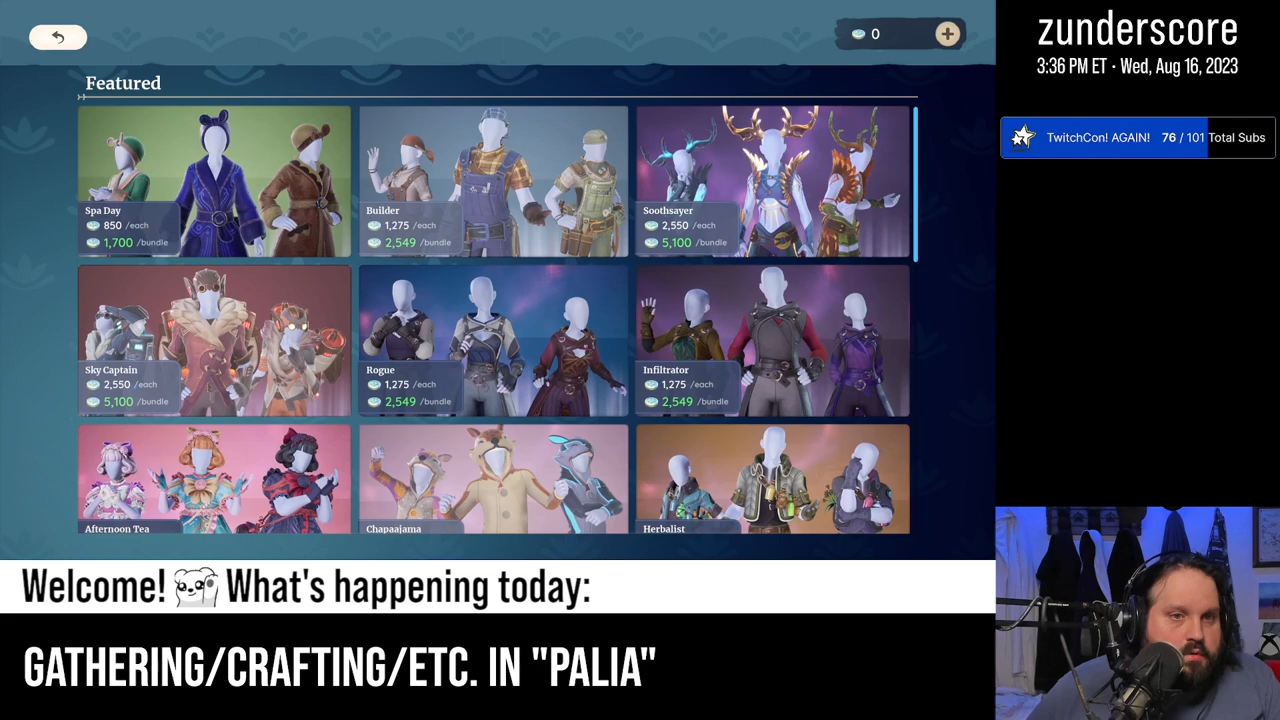 0
Featured
Spa Day
850 /each
1,700 /bundle
Builder
1,275 /each
2,549 /bundle
Soothsayer
2,550 /each
5,100 /bundle
Sky Captain
2,550 /each
5,100 /bundle
Rogue
1,275 /each
2,549 /bundle
Infiltrator
1,275 /each
2,549 /bundle
Afternoon Tea
Chapaajama
Herbalist
zunderscore
3:36 PM ET · Wed, Aug 16, 2023
TwitchCon! AGAIN! 76 / 101 Total Subs
Welcome! What's happening today:
GATHERING/CRAFTING/ETC. IN "PALIA"